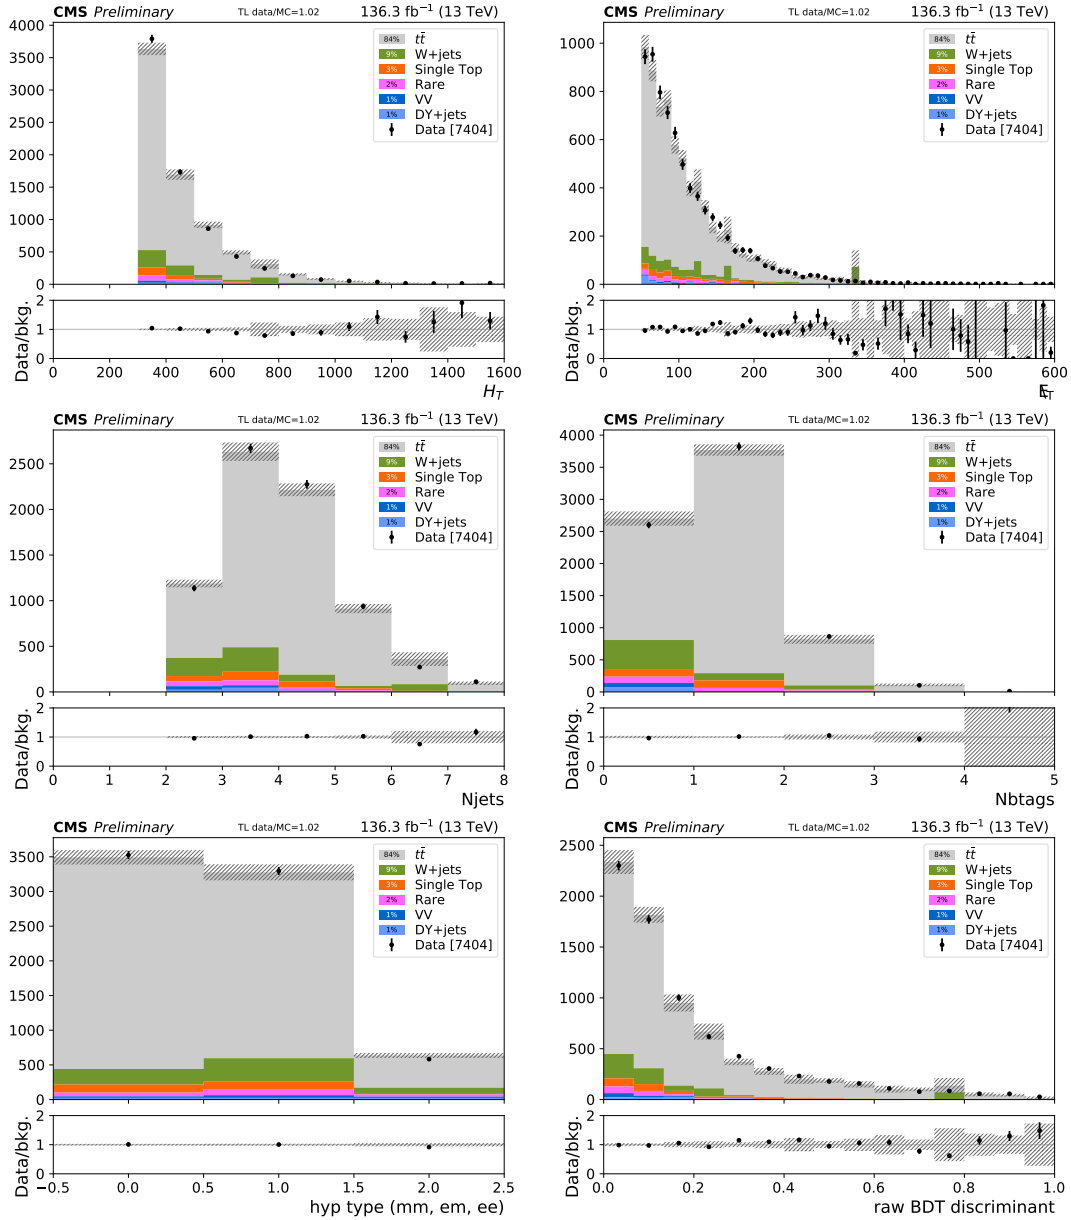 CMS Preliminary TL data/MC=1.02 136.3 fb⁻¹ (13 TeV)
4000
3500
3000
2500
2000
1500
1000
500
0
84% tt̄
9% W+jets
3% Single Top
2% Rare
1% VV
1% DY+jets
Data [7404]
Data/bkg.
2
1
0
0 200 400 600 800 1000 1200 1400 1600
H_T
CMS Preliminary TL data/MC=1.02 136.3 fb⁻¹ (13 TeV)
1000
800
600
400
200
0
84% tt̄
9% W+jets
3% Single Top
2% Rare
1% VV
1% DY+jets
Data [7404]
Data/bkg.
2
1
0
0 100 200 300 400 500 600
CMS Preliminary TL data/MC=1.02 136.3 fb⁻¹ (13 TeV)
2500
2000
1500
1000
500
0
84% tt̄
9% W+jets
3% Single Top
2% Rare
1% VV
1% DY+jets
Data [7404]
Data/bkg.
2
1
0
0 1 2 3 4 5 6 7 8
Njets
CMS Preliminary TL data/MC=1.02 136.3 fb⁻¹ (13 TeV)
4000
3500
3000
2500
2000
1500
1000
500
0
84% tt̄
9% W+jets
3% Single Top
2% Rare
1% VV
1% DY+jets
Data [7404]
Data/bkg.
2
1
0
0 1 2 3 4 5
Nbtags
CMS Preliminary TL data/MC=1.02 136.3 fb⁻¹ (13 TeV)
3500
3000
2500
2000
1500
1000
500
0
84% tt̄
9% W+jets
3% Single Top
2% Rare
1% VV
1% DY+jets
Data [7404]
Data/bkg.
2
1
0
−0.5 0.0 0.5 1.0 1.5 2.0 2.5
hyp type (mm, em, ee)
CMS Preliminary TL data/MC=1.02 136.3 fb⁻¹ (13 TeV)
2500
2000
1500
1000
500
0
84% tt̄
9% W+jets
3% Single Top
2% Rare
1% VV
1% DY+jets
Data [7404]
Data/bkg.
2
1
0
0.0 0.2 0.4 0.6 0.8 1.0
raw BDT discriminant